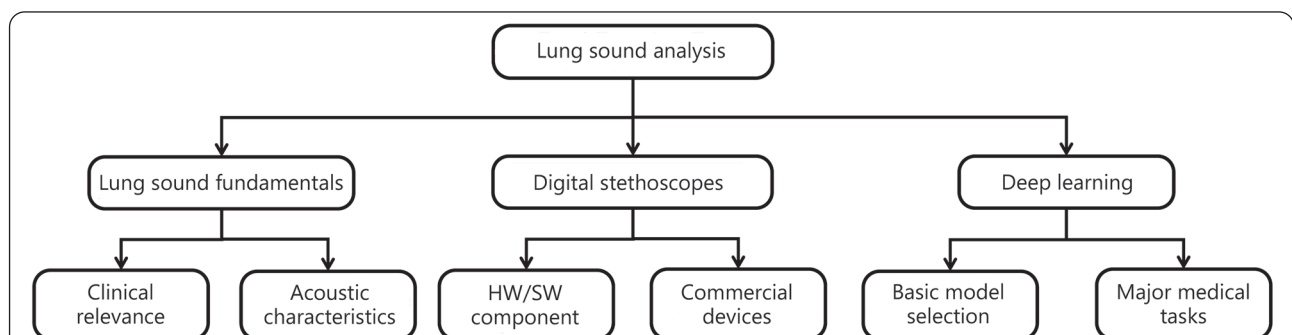 Lung sound analysis
Lung sound fundamentals
Digital stethoscopes
Deep learning
Clinical
relevance
Acoustic
characteristics
HW/SW
component
Commercial
devices
Basic model
selection
Major medical
tasks